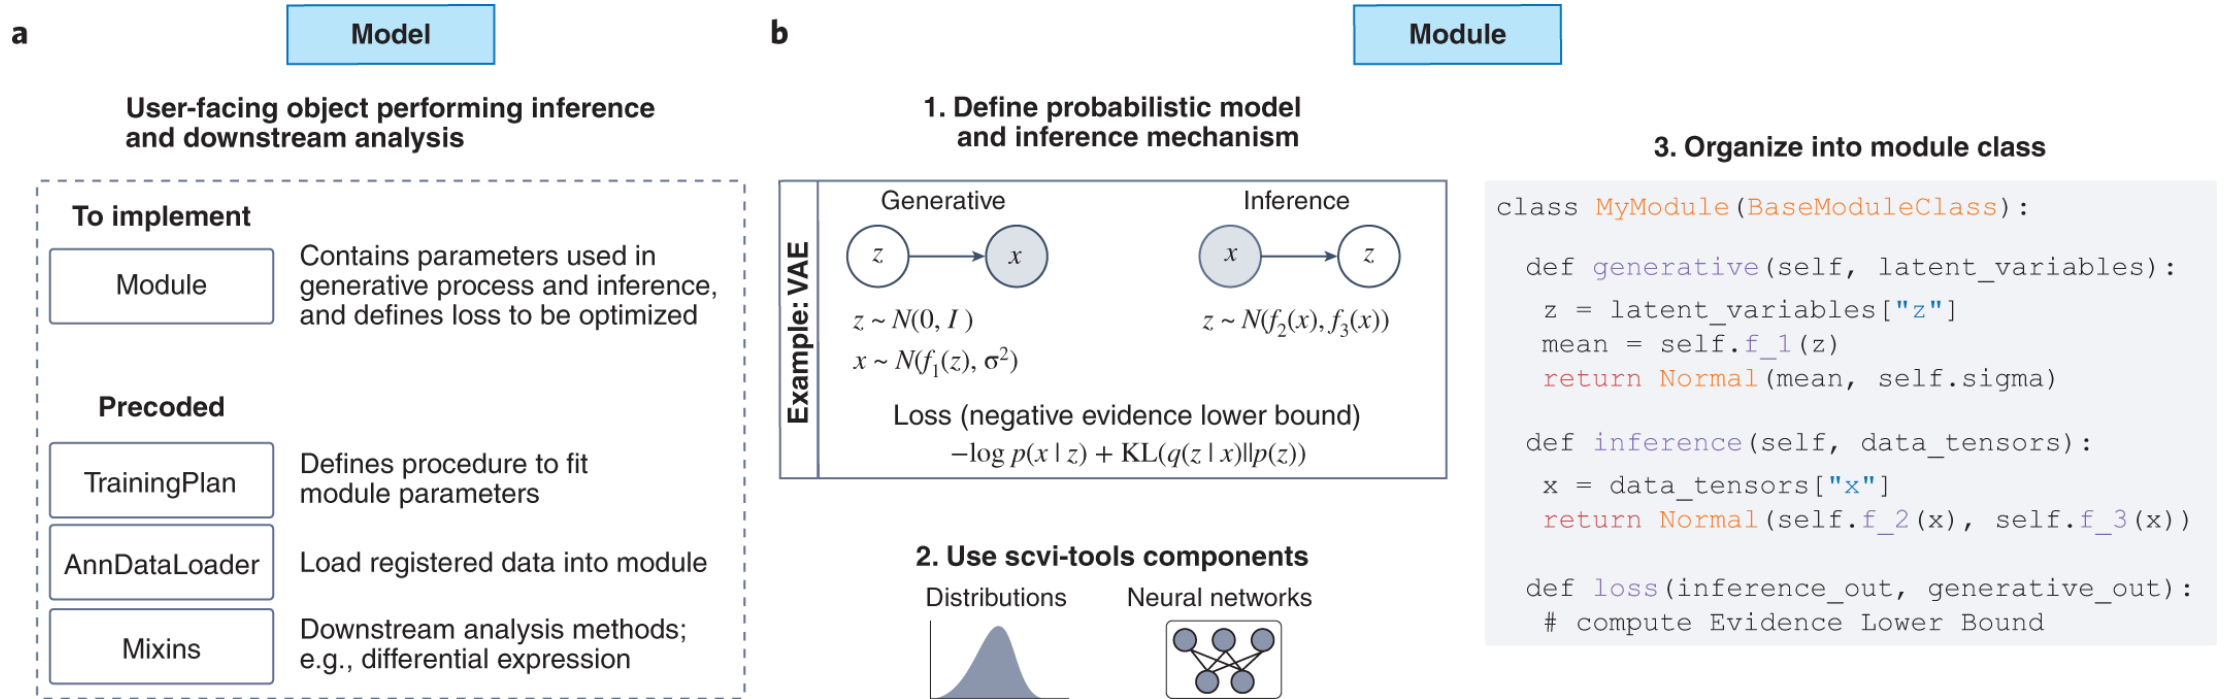 a
Model
User-facing object performing inference
and downstream analysis
To implement
Module
Contains parameters used in
generative process and inference,
and defines loss to be optimized
Precoded
TrainingPlan
Defines procedure to fit
module parameters
AnnDataLoader
Load registered data into module
Mixins
Downstream analysis methods;
e.g., differential expression
b
Module
1. Define probabilistic model
and inference mechanism
Example: VAE
Generative
z
x
z ~ N(0, I )
x ~ N(f₁(z), σ²)
Inference
x
z
z ~ N(f₂(x), f₃(x))
Loss (negative evidence lower bound)
−log p(x | z) + KL(q(z | x)||p(z))
2. Use scvi-tools components
Distributions
Neural networks
3. Organize into module class
class MyModule(BaseModuleClass):
def generative(self, latent_variables):
z = latent_variables["z"]
mean = self.f_1(z)
return Normal(mean, self.sigma)
def inference(self, data_tensors):
x = data_tensors["x"]
return Normal(self.f_2(x), self.f_3(x))
def loss(inference_out, generative_out):
# compute Evidence Lower Bound